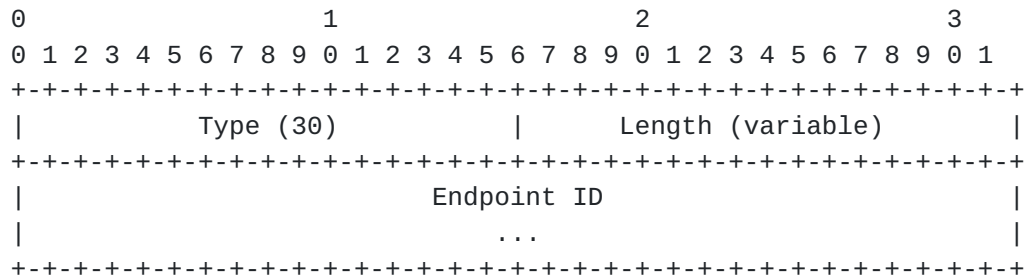 0                   1                   2                   3
0 1 2 3 4 5 6 7 8 9 0 1 2 3 4 5 6 7 8 9 0 1 2 3 4 5 6 7 8 9 0 1
+-+-+-+-+-+-+-+-+-+-+-+-+-+-+-+-+-+-+-+-+-+-+-+-+-+-+-+-+-+-+-+-+
|           Type (30)           |      Length (variable)        |
+-+-+-+-+-+-+-+-+-+-+-+-+-+-+-+-+-+-+-+-+-+-+-+-+-+-+-+-+-+-+-+-+
|                          Endpoint ID                          |
|                              ...                              |
+-+-+-+-+-+-+-+-+-+-+-+-+-+-+-+-+-+-+-+-+-+-+-+-+-+-+-+-+-+-+-+-+